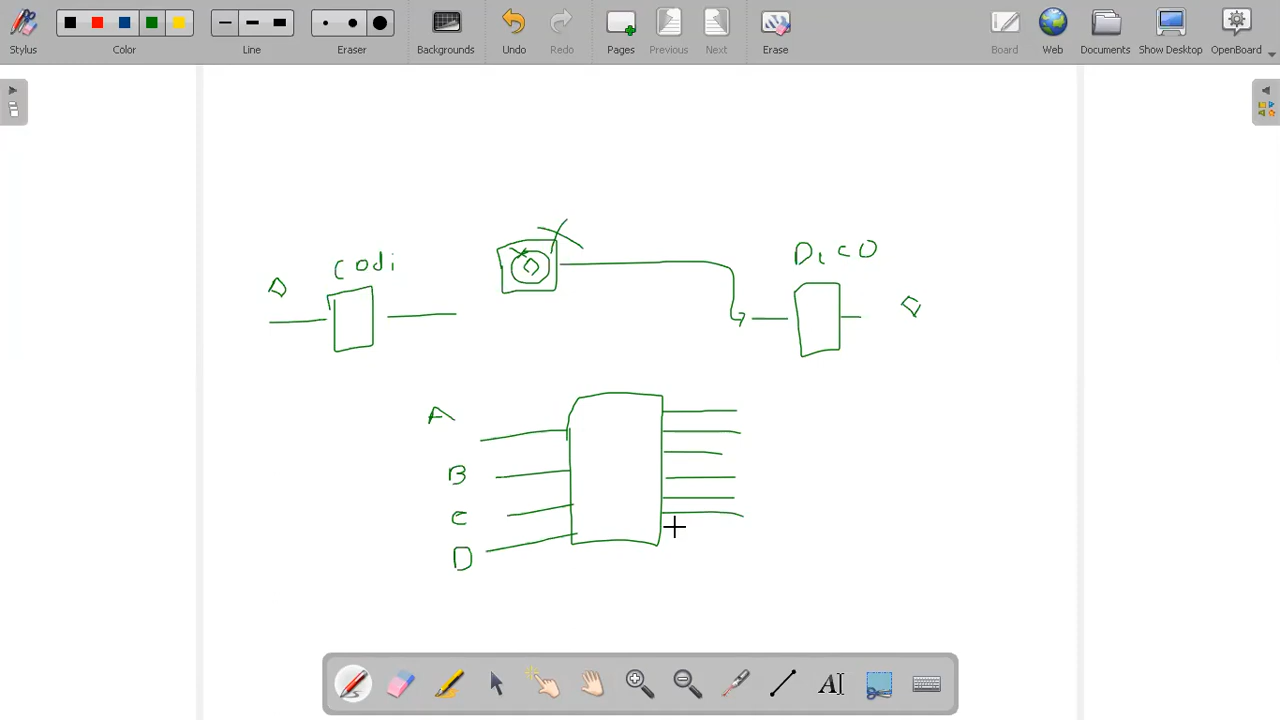 Stylus
Color
Line
Eraser
Backgrounds
Undo
Redo
Pages
Previous
Next
Erase
Board
Web
Documents
Show Desktop
OpenBoard
D
codi
DicO
A
B
C
D
AI